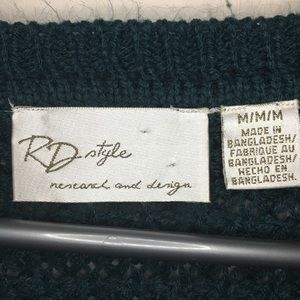 RD style
research and design
M/M/M
MADE IN
BANGLADESH/
FABRIQUE AU
BANGLADESH/
HECHO EN
BANGLADESH.